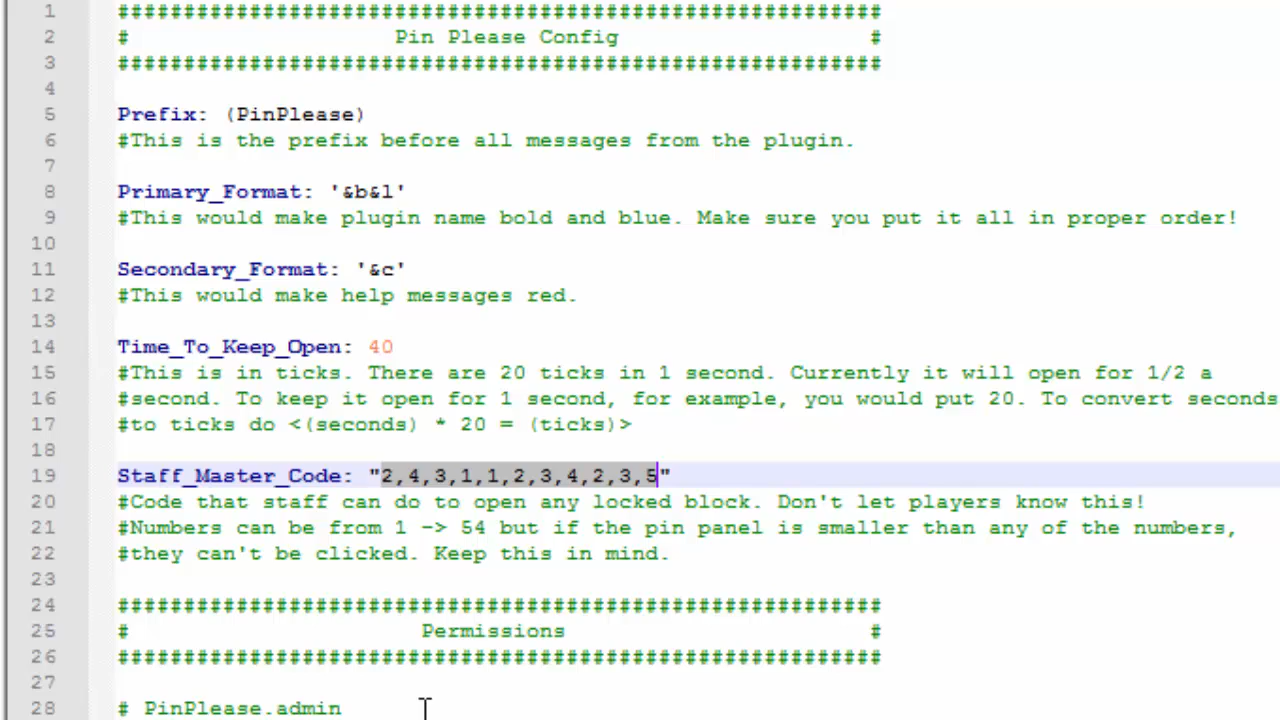 1 ##########################################################
2 # Pin Please Config #
3 ##########################################################
4
5 Prefix: (PinPlease)
6 #This is the prefix before all messages from the plugin.
7
8 Primary_Format: '&b&l'
9 #This would make plugin name bold and blue. Make sure you put it all in proper order!
10
11 Secondary_Format: '&c'
12 #This would make help messages red.
13
14 Time_To_Keep_Open: 40
15 #This is in ticks. There are 20 ticks in 1 second. Currently it will open for 1/2 a
16 #second. To keep it open for 1 second, for example, you would put 20. To convert seconds
17 #to ticks do <(seconds) * 20 = (ticks)>
18
19 Staff_Master_Code: "2,4,3,1,1,2,3,4,2,3,5"
20 #Code that staff can do to open any locked block. Don't let players know this!
21 #Numbers can be from 1 -> 54 but if the pin panel is smaller than any of the numbers,
22 #they can't be clicked. Keep this in mind.
23
24 ##########################################################
25 # Permissions #
26 ##########################################################
27
28 # PinPlease.admin